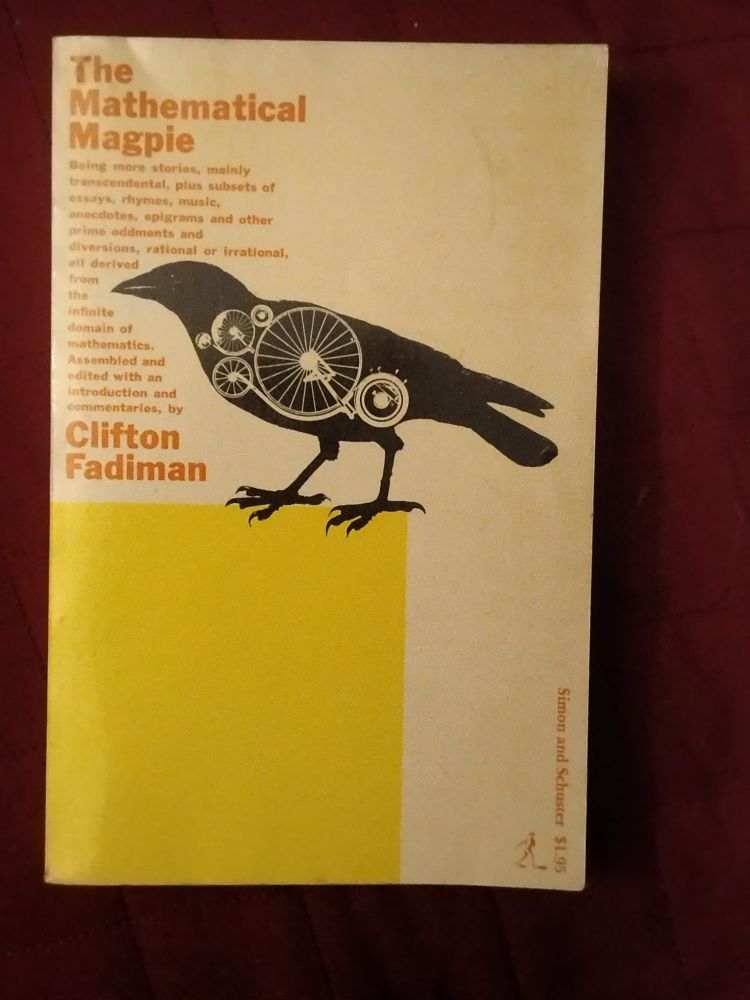 The
Mathematical
Magpie
Being more stories, mainly
transcendental, plus subsets of
essays, rhymes, music,
anecdotes, epigrams and other
prime oddments and
diversions, rational or irrational,
all derived
from
the
infinite
domain of
mathematics.
Assembled and
edited with an
introduction and
commentaries, by
Clifton
Fadiman
Simon and Schuster $1.95